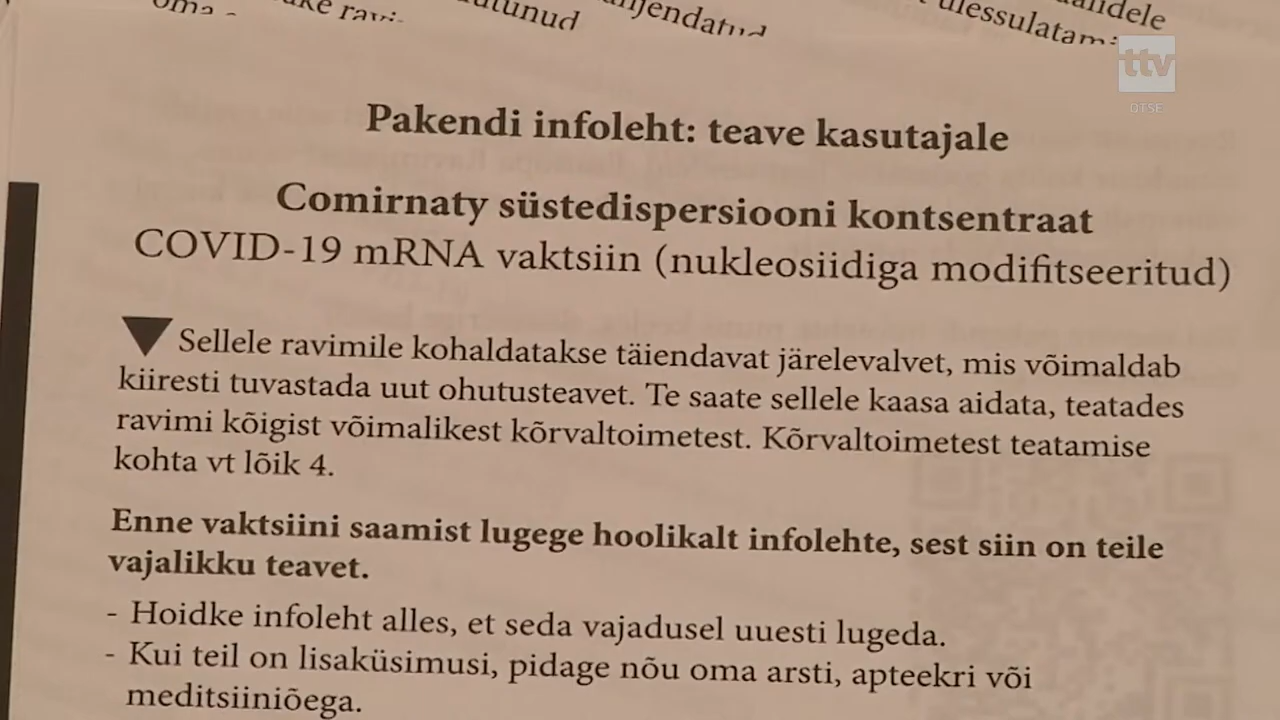 ttv
OTSE
Pakendi infoleht: teave kasutajale
Comirnaty süstedispersiooni kontsentraat
COVID-19 mRNA vaktsiin (nukleosiidiga modifitseeritud)
Sellele ravimile kohaldatakse täiendavat järelevalvet, mis võimaldab
kiiresti tuvastada uut ohutusteavet. Te saate sellele kaasa aidata, teatades
ravimi kõigist võimalikest kõrvaltoimetest. Kõrvaltoimetest teatamise
kohta vt lõik 4.
Enne vaktsiini saamist lugege hoolikalt infolehte, sest siin on teile
vajalikku teavet.
- Hoidke infoleht alles, et seda vajadusel uuesti lugeda.
- Kui teil on lisaküsimusi, pidage nõu oma arsti, apteekri või
meditsiiniõega.